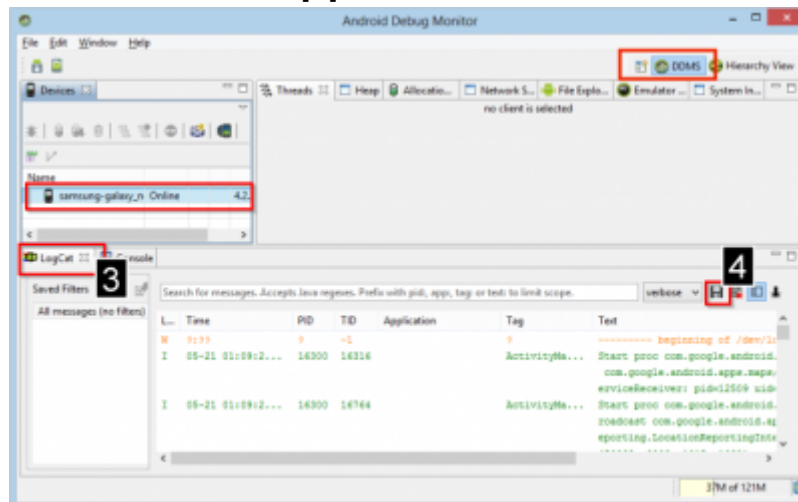 Android Debug Monitor
File Edit Window Help
DDMS Hierarchy View
Devices
Threads Heap Allocatio... Network S... File Explo... Emulator ... System In...
no client is selected
Name
samsung-galaxy_n Online 4.2.
LogCat Console
3
4
Saved Filters
Search for messages. Accepts Java regexes. Prefix with pid:, app:, tag: or text: to limit scope.
verbose
All messages (no filters)
L... Time PID TID Application Tag Text
W ?:?? ? -1 ? --------- beginning of /dev/lo
I 05-21 01:09:2... 16300 16316 ActivityMa... Start proc com.google.android.
com.google.android.apps.maps/
erviceReceiver: pid=12509 uid=
I 05-21 01:09:2... 16300 16764 ActivityMa... Start proc com.google.android.
roadcast com.google.android.ap
eporting.LocationReportingInte
37M of 121M